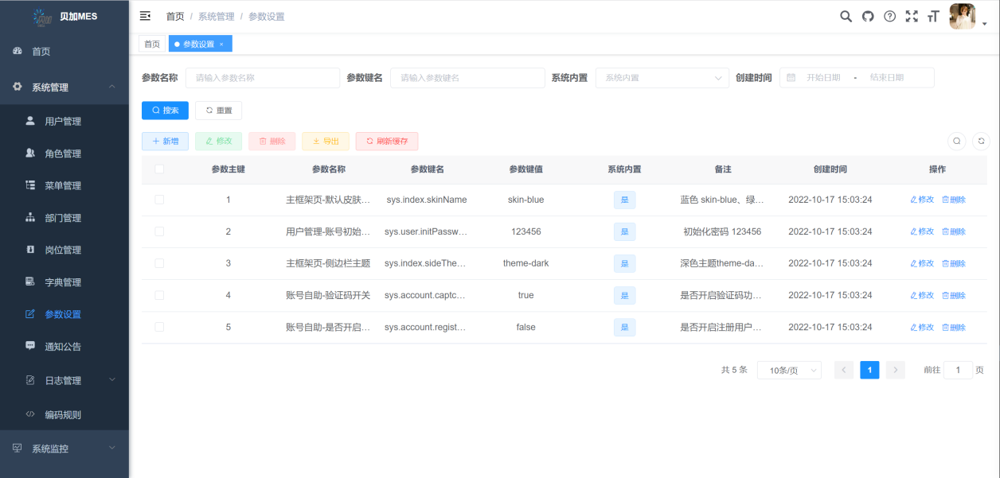 贝加MES
首页 / 系统管理 / 参数设置
首页
系统管理
用户管理
角色管理
菜单管理
部门管理
岗位管理
字典管理
参数设置
通知公告
日志管理
编码规则
系统监控
首页 参数设置 ×
参数名称 请输入参数名称 参数键名 请输入参数键名 系统内置 系统内置 创建时间 开始日期 - 结束日期
搜索 重置
新增 修改 删除 导出 刷新缓存
参数主键 参数名称 参数键名 参数键值 系统内置 备注 创建时间 操作
1 主框架页-默认皮肤... sys.index.skinName skin-blue 是 蓝色 skin-blue、绿... 2022-10-17 15:03:24 修改 删除
2 用户管理-账号初始... sys.user.initPassw... 123456 是 初始化密码 123456 2022-10-17 15:03:24 修改 删除
3 主框架页-侧边栏主题 sys.index.sideThe... theme-dark 是 深色主题theme-da... 2022-10-17 15:03:24 修改 删除
4 账号自助-验证码开关 sys.account.captc... true 是 是否开启验证码功... 2022-10-17 15:03:24 修改 删除
5 账号自助-是否开启... sys.account.regist... false 是 是否开启注册用户... 2022-10-17 15:03:24 修改 删除
共 5 条 10条/页 1 前往 1 页